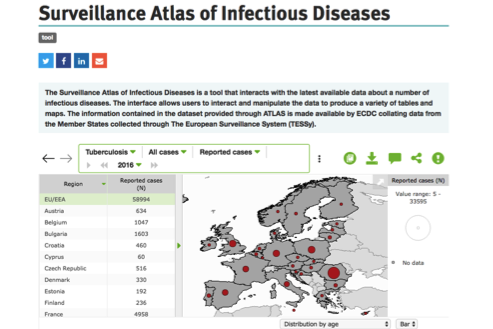 Surveillance Atlas of Infectious Diseases
tool
The Surveillance Atlas of Infectious Diseases is a tool that interacts with the latest available data about a number of
infectious diseases. The interface allows users to interact and manipulate the data to produce a variety of tables and
maps. The information contained in the dataset provided through ATLAS is made available by ECDC collating data from
the Member States collected through The European Surveillance System (TESSy).
Tuberculosis All cases Reported cases
2016
Region Reported cases (N)
EU/EEA 58994
Austria 634
Belgium 1047
Bulgaria 1603
Croatia 460
Cyprus 60
Czech Republic 516
Denmark 330
Estonia 192
Finland 236
France 4958
Reported cases (N)
Value range: 5 -
33595
No data
Distribution by age
Bar